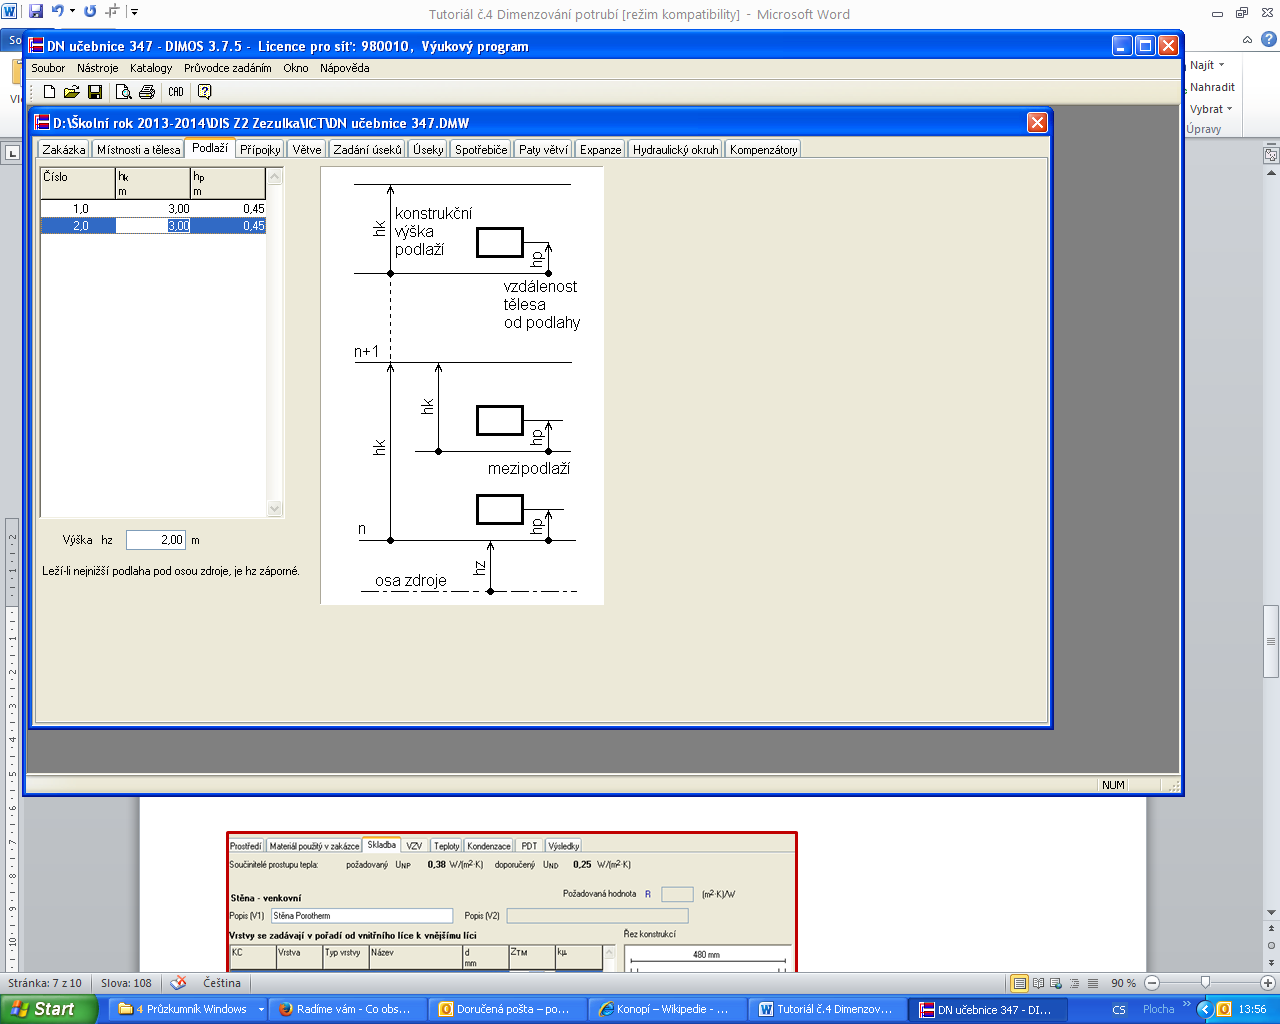 Tutoriál č.4 Dimenzování potrubí [režim kompatibility] - Microsoft Word
So
DN učebnice 347 - DIMOS 3.7.5 - Licence pro síť: 980010, Výukový program
Soubor Nástroje Katalogy Průvodce zadáním Okno Nápověda
Najít
Nahradit
Vybrat
Úpravy
CAD
D:\Školní rok 2013-2014\DIS Z2 Zezulka\ICT\DN učebnice 347.DMW
Zakázka Místnosti a tělesa Podlaží Přípojky Větve Zadání úseků Úseky Spotřebiče Paty větví Expanze Hydraulický okruh Kompenzátory
Číslo hk m hp m
1,0 3,00 0,45
2,0 3,00 0,45
Výška hz 2,00 m
Leží-li nejnižší podlaha pod osou zdroje, je hz záporné.
hk
konstrukční
výška
podlaží
hp
vzdálenost
tělesa
od podlahy
n+1
hk
hk
hp
mezipodlaží
n
hp
hz
osa zdroje
NUM
Prostředí Materiál použitý v zakázce Skladba VZV Teploty Kondenzace PDT Výsledky
Součinitelé prostupu tepla: požadovaný UNP 0,38 W/(m2·K) doporučený UND 0,25 W/(m2·K)
Požadovaná hodnota R (m2·K)/W
Stěna - venkovní
Popis (V1) Stěna Porotherm Popis (V2)
Vrstvy se zadávají v pořadí od vnitřního líce k vnějšímu líci
Řez konstrukcí
KC Vrstva Typ vrstvy Název d mm ZTM kμ
480 mm
Stránka: 7 z 10 Slova: 108 Čeština 90 %
Start 4 Průzkumník Windows Radíme vám - Co obs... Doručená pošta – po... Konopí – Wikipedie - ... Tutoriál č.4 Dimenzov... DN učebnice 347 - DI... CS Plocha 13:56